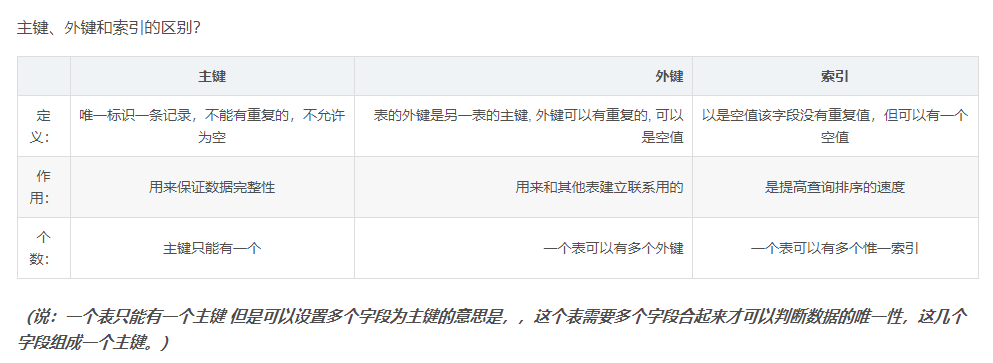 主键、外键和索引的区别？
主键 外键 索引
定义： 唯一标识一条记录，不能有重复的，不允许为空 表的外键是另一表的主键, 外键可以有重复的, 可以是空值 以是空值该字段没有重复值，但可以有一个空值
作用： 用来保证数据完整性 用来和其他表建立联系用的 是提高查询排序的速度
个数： 主键只能有一个 一个表可以有多个外键 一个表可以有多个惟一索引
（说：一个表只能有一个主键 但是可以设置多个字段为主键的意思是，，这个表需要多个字段合起来才可以判断数据的唯一性，这几个
字段组成一个主键。）